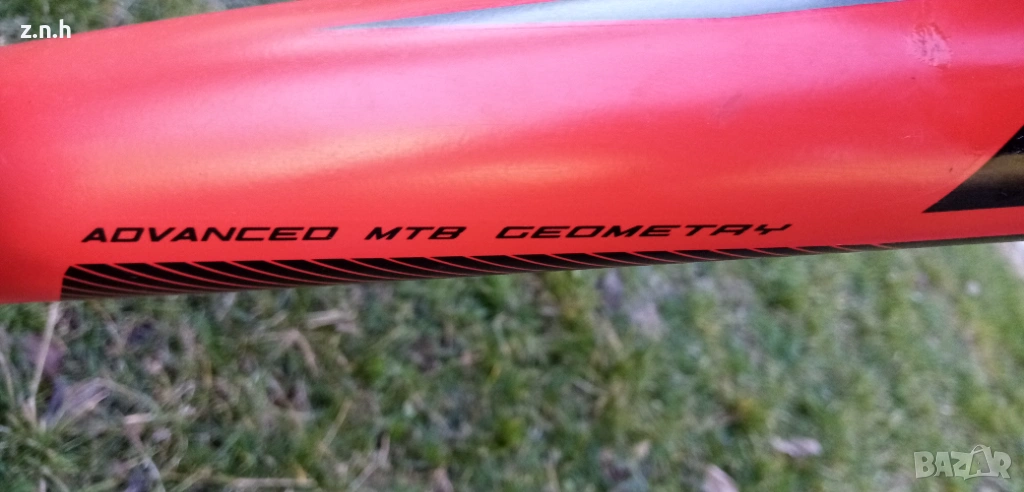 z.n.h
ADVANCED MTB GEOMETRY
BAZAR